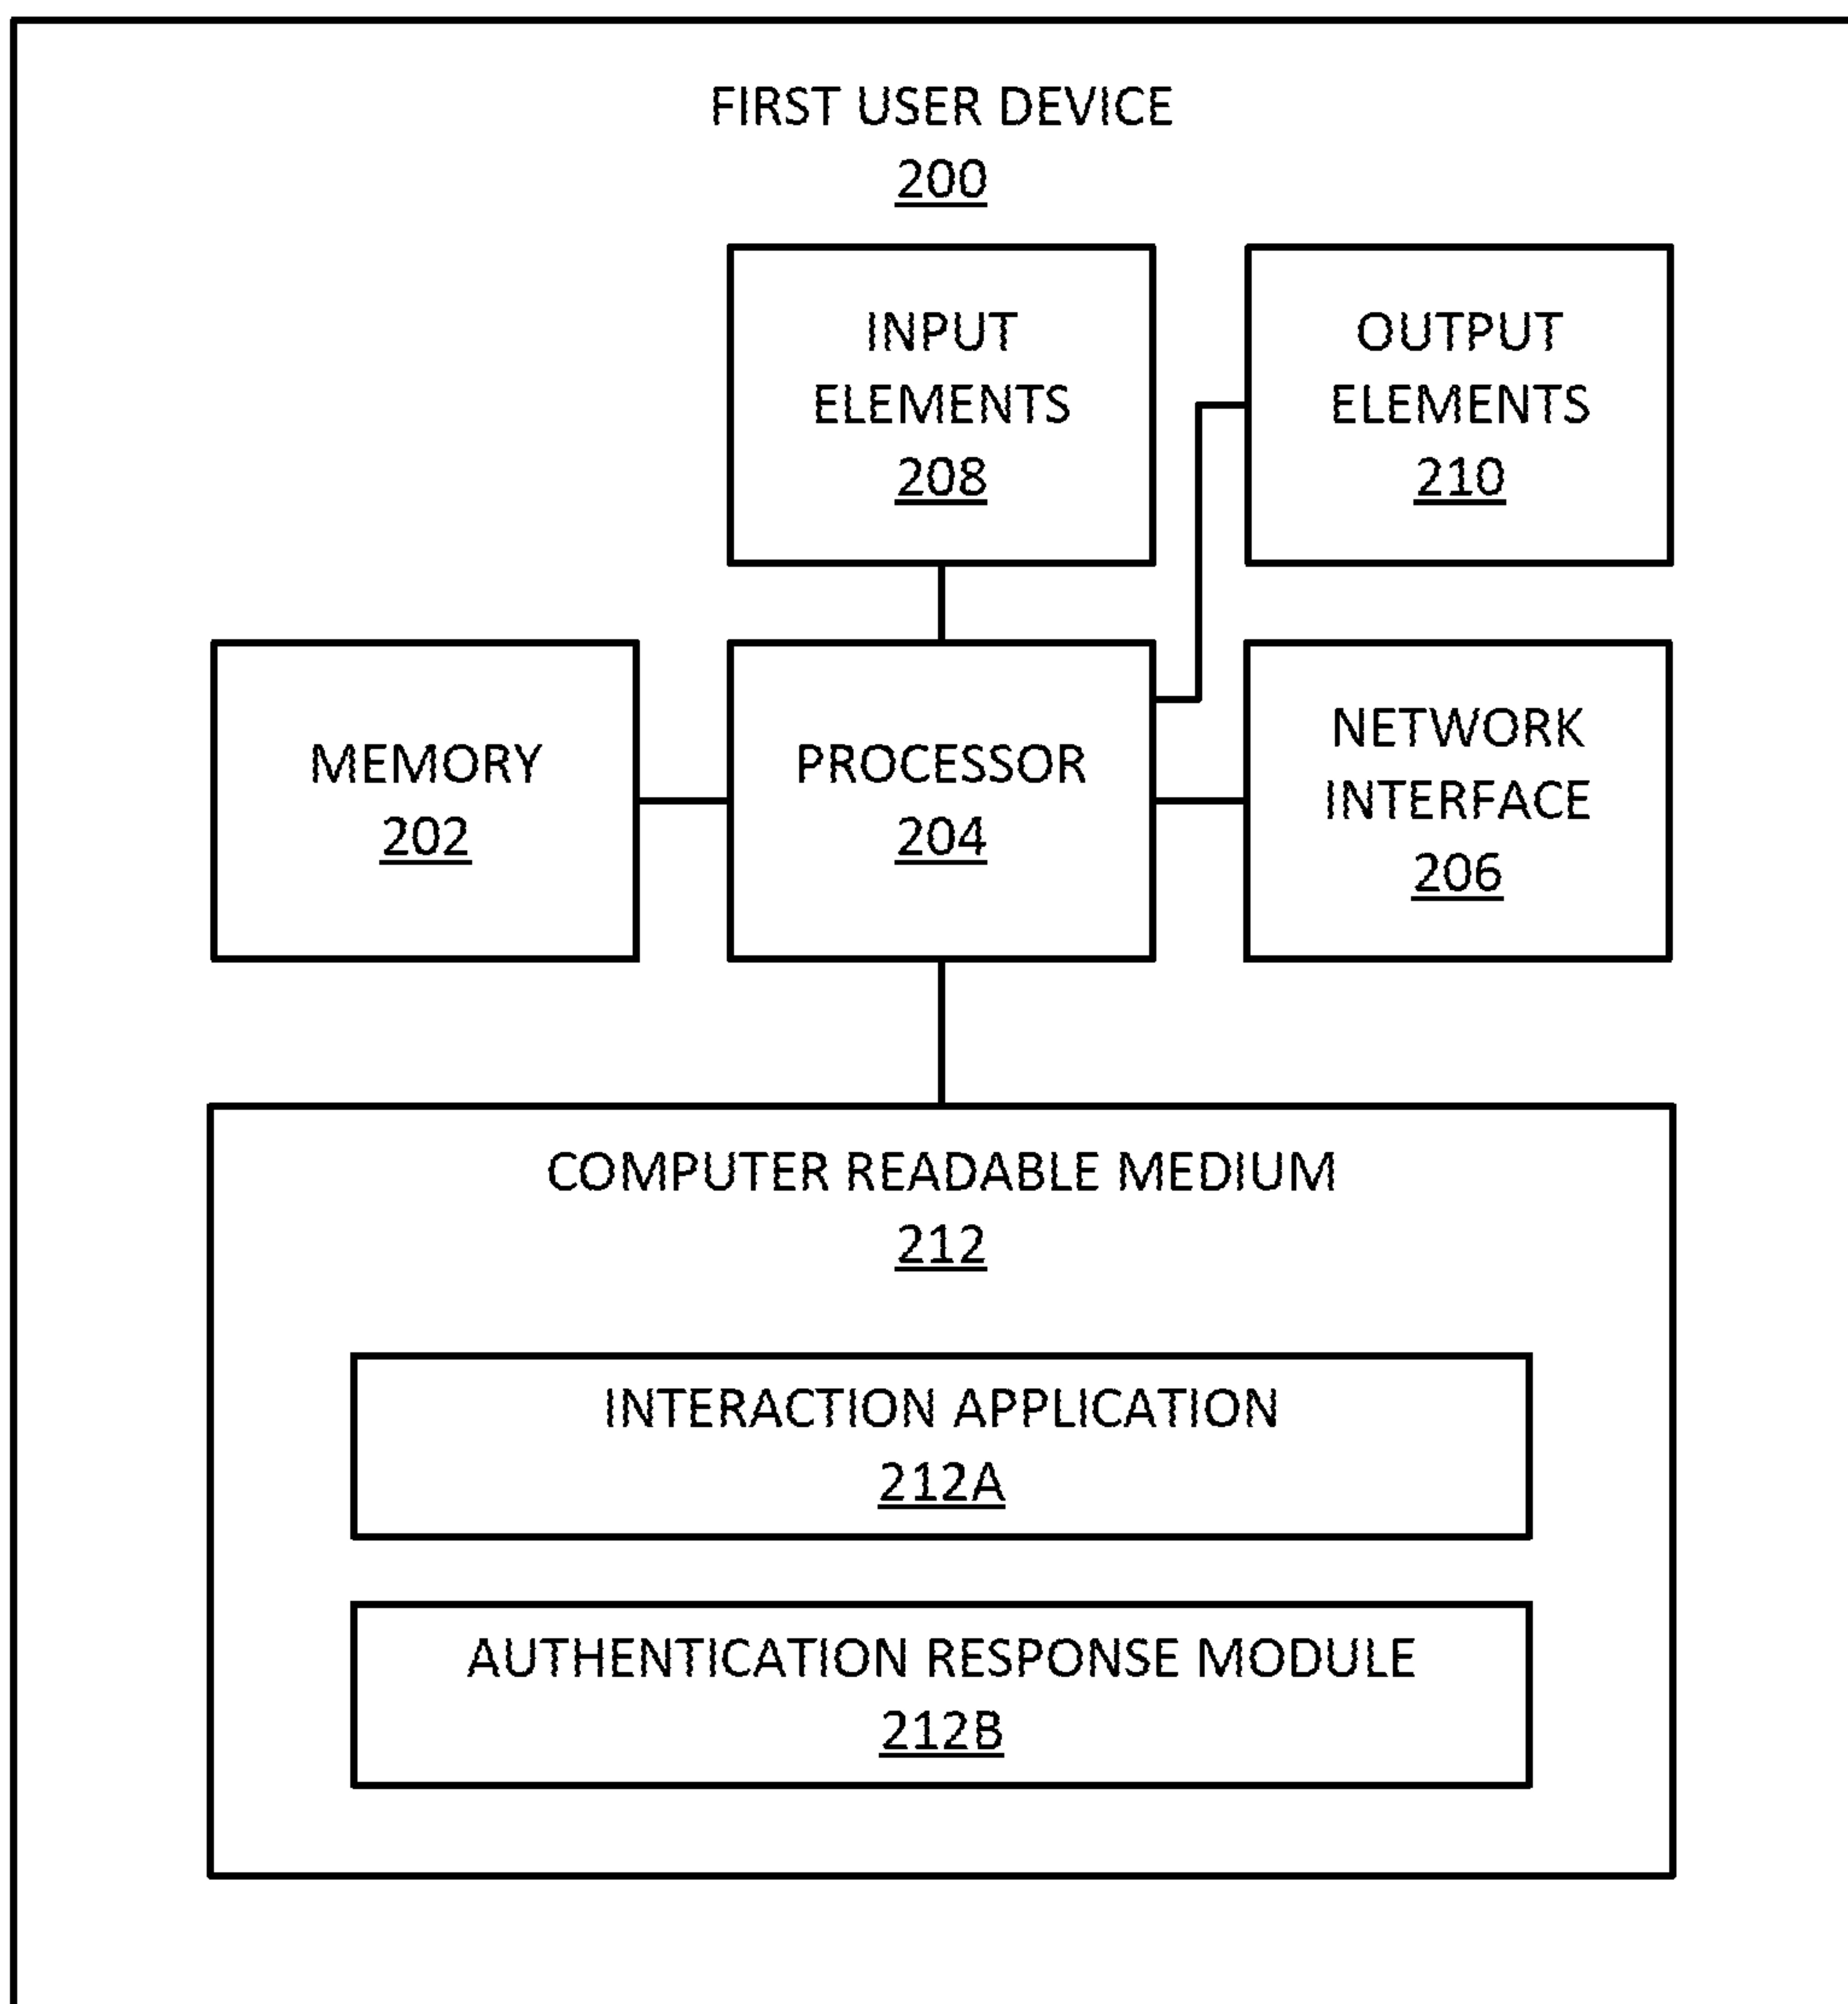 FIRST USER DEVICE
200
INPUT
ELEMENTS
208
OUTPUT
ELEMENTS
210
MEMORY
202
PROCESSOR
204
NETWORK
INTERFACE
206
COMPUTER READABLE MEDIUM
212
INTERACTION APPLICATION
212A
AUTHENTICATION RESPONSE MODULE
212B